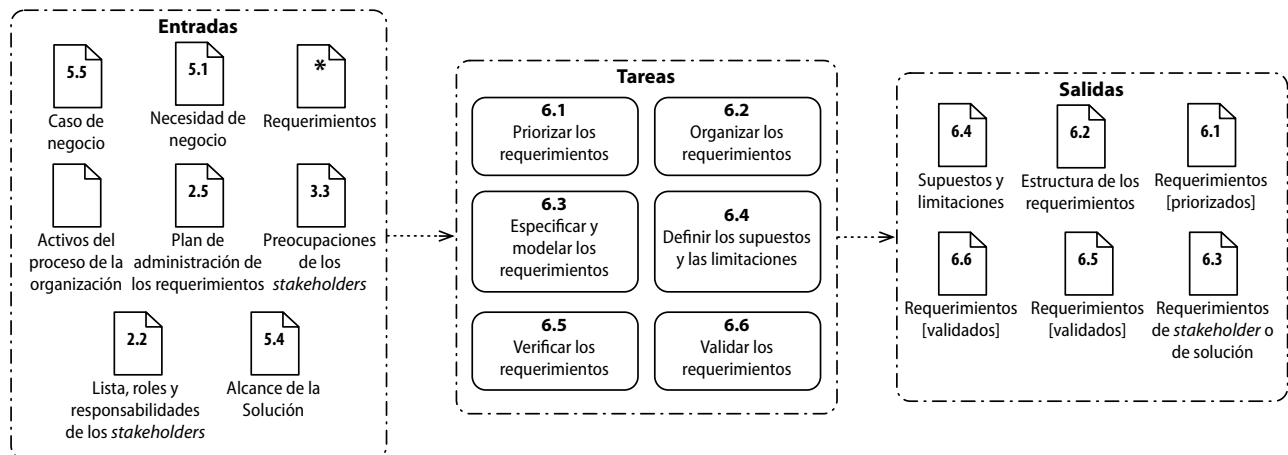 Entradas
5.5
Caso de
negocio
5.1
Necesidad de
negocio
*
Requerimientos
Activos del
proceso de la
organización
2.5
Plan de
administración de
los requerimientos
3.3
Preocupaciones
de los stakeholders
2.2
Lista, roles y
responsabilidades
de los stakeholders
5.4
Alcance de la
Solución
Tareas
6.1
Priorizar los
requerimientos
6.2
Organizar los
requerimientos
6.3
Especificar y
modelar los
requerimientos
6.4
Definir los supuestos
y las limitaciones
6.5
Verificar los
requerimientos
6.6
Validar los
requerimientos
Salidas
6.4
Supuestos y
limitaciones
6.2
Estructura de los
requerimientos
6.1
Requerimientos
[priorizados]
6.6
Requerimientos
[validados]
6.5
Requerimientos
[validados]
6.3
Requerimientos
de stakeholder o
de solución